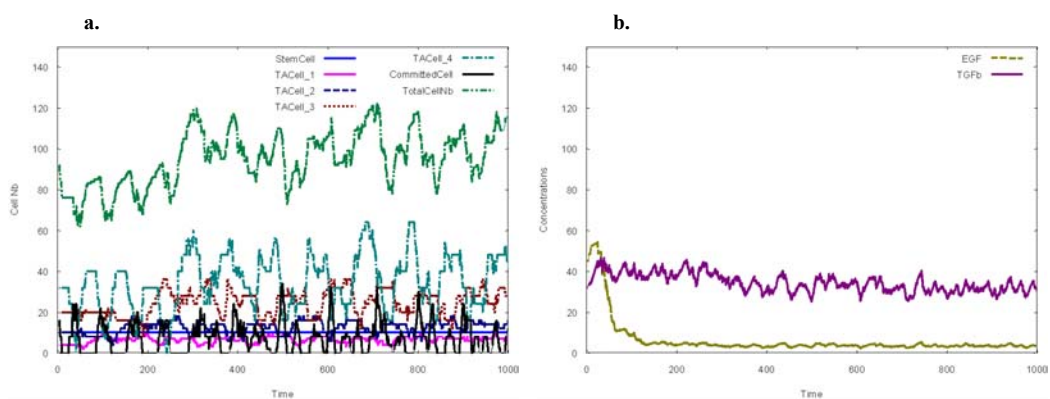 a.
StemCell
TACell_1
TACell_2
TACell_3
TACell_4
CommittedCell
TotalCellNb
140
120
100
80
60
40
20
0
Cell Nb
0 200 400 600 800 1000
Time
b.
EGF
TGFb
140
120
100
80
60
40
20
0
Concentrations
0 200 400 600 800 1000
Time